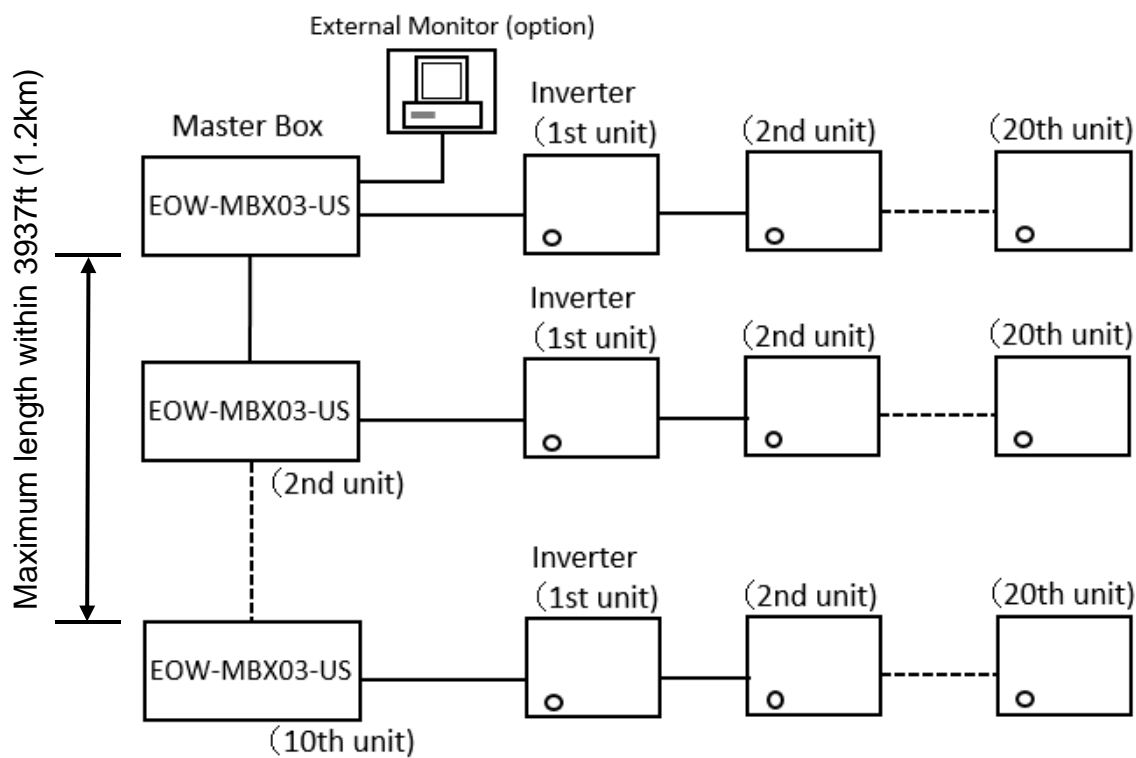 External Monitor (option)
Maximum length within 3937ft (1.2km)
Master Box
Inverter
(1st unit)
(2nd unit)
(20th unit)
EOW-MBX03-US
Inverter
(1st unit)
(2nd unit)
(20th unit)
EOW-MBX03-US
(2nd unit)
Inverter
(1st unit)
(2nd unit)
(20th unit)
EOW-MBX03-US
(10th unit)